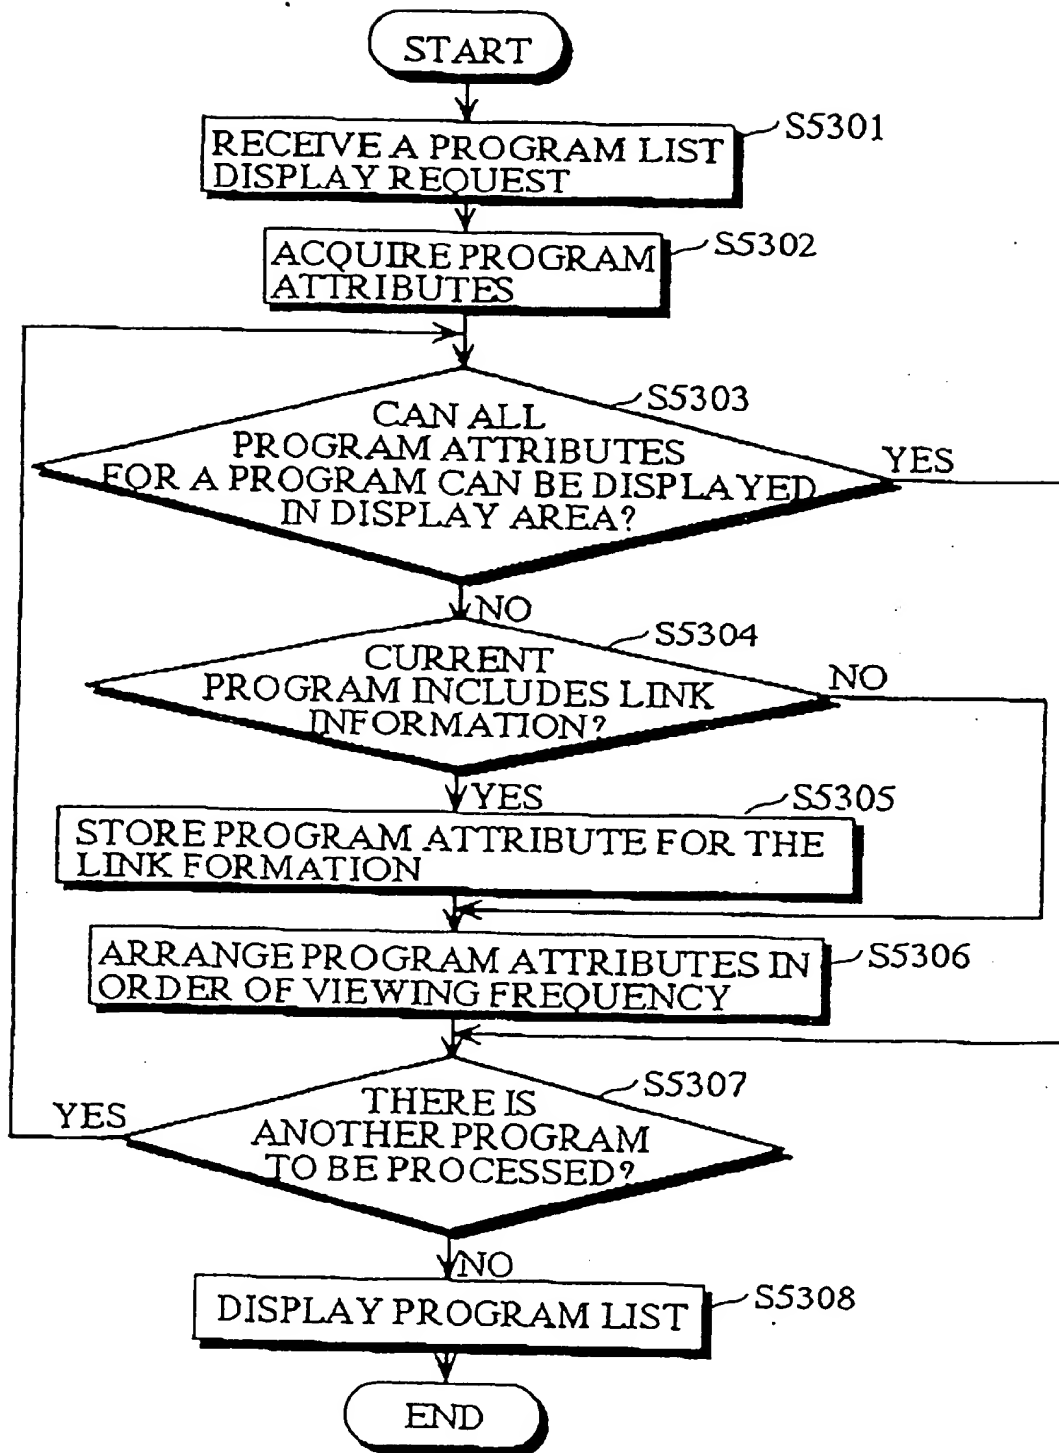 START
RECEIVE A PROGRAM LIST
DISPLAY REQUEST
S5301
ACQUIRE PROGRAM
ATTRIBUTES
S5302
CAN ALL
PROGRAM ATTRIBUTES
FOR A PROGRAM CAN BE DISPLAYED
IN DISPLAY AREA?
S5303
YES
NO
CURRENT
PROGRAM INCLUDES LINK
INFORMATION?
S5304
NO
YES
STORE PROGRAM ATTRIBUTE FOR THE
LINK FORMATION
S5305
ARRANGE PROGRAM ATTRIBUTES IN
ORDER OF VIEWING FREQUENCY
S5306
THERE IS
ANOTHER PROGRAM
TO BE PROCESSED?
S5307
YES
NO
DISPLAY PROGRAM LIST
S5308
END